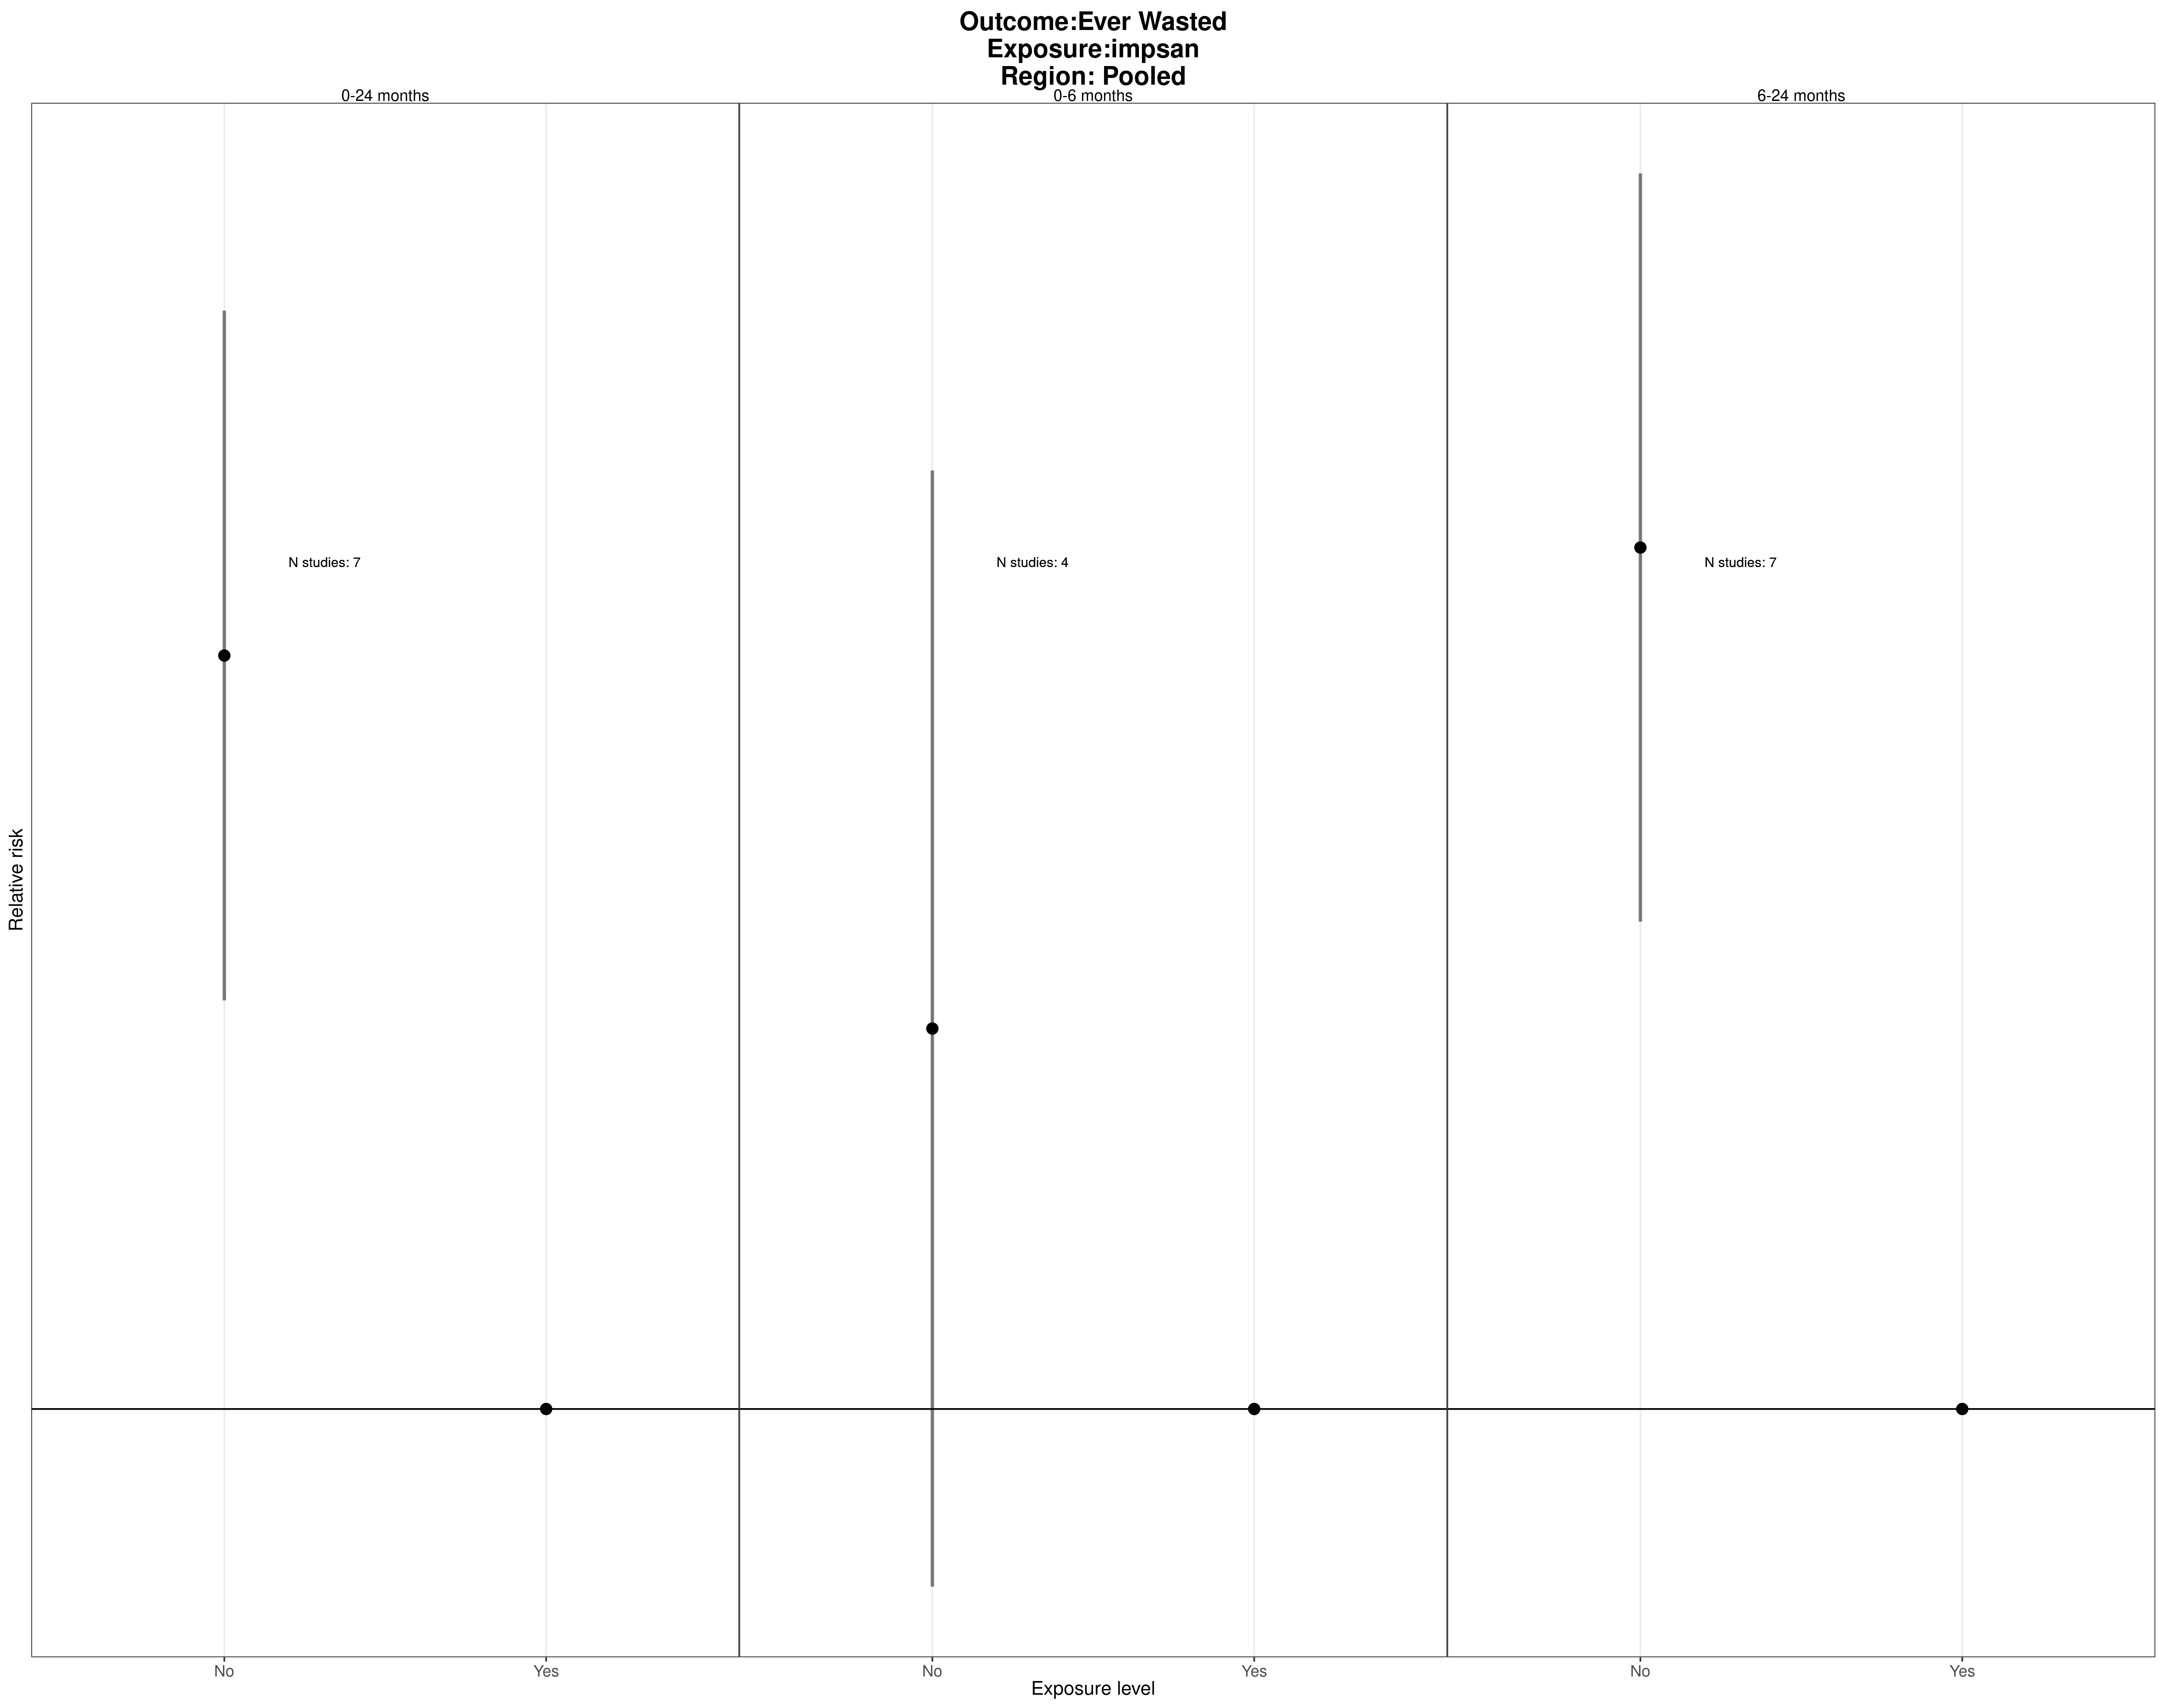 Outcome:Ever Wasted
Exposure:impsan
Region: Pooled
0-24 months
0-6 months
6-24 months
N studies: 7
N studies: 4
N studies: 7
Relative risk
No
Yes
No
Yes
No
Yes
Exposure level